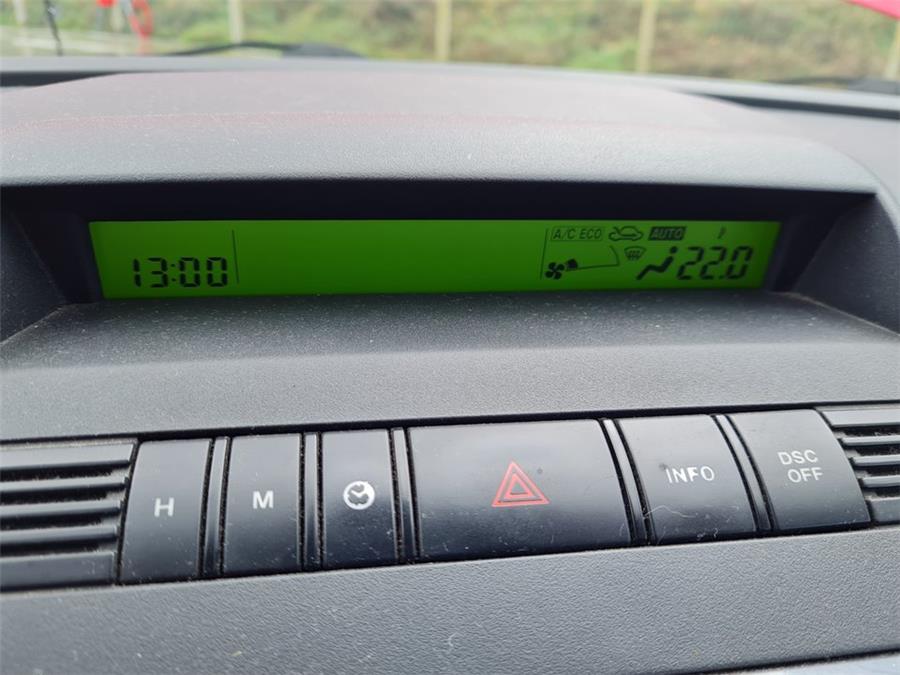 13:00
A/C ECO AUTO
22.0
H M INFO DSC
OFF